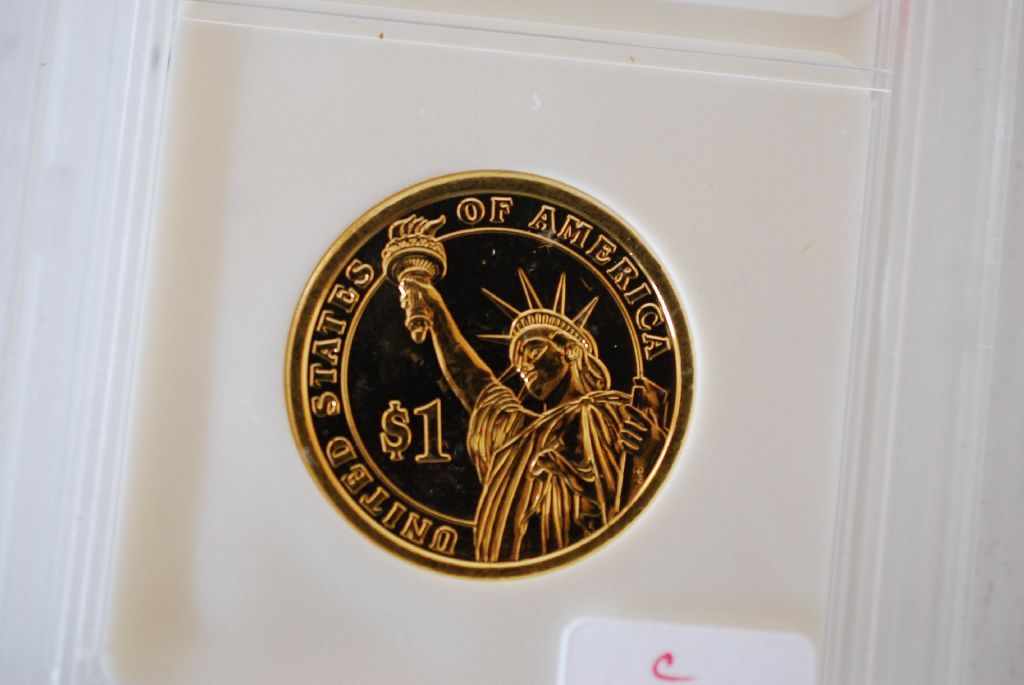 UNITED STATES OF AMERICA
$1
c